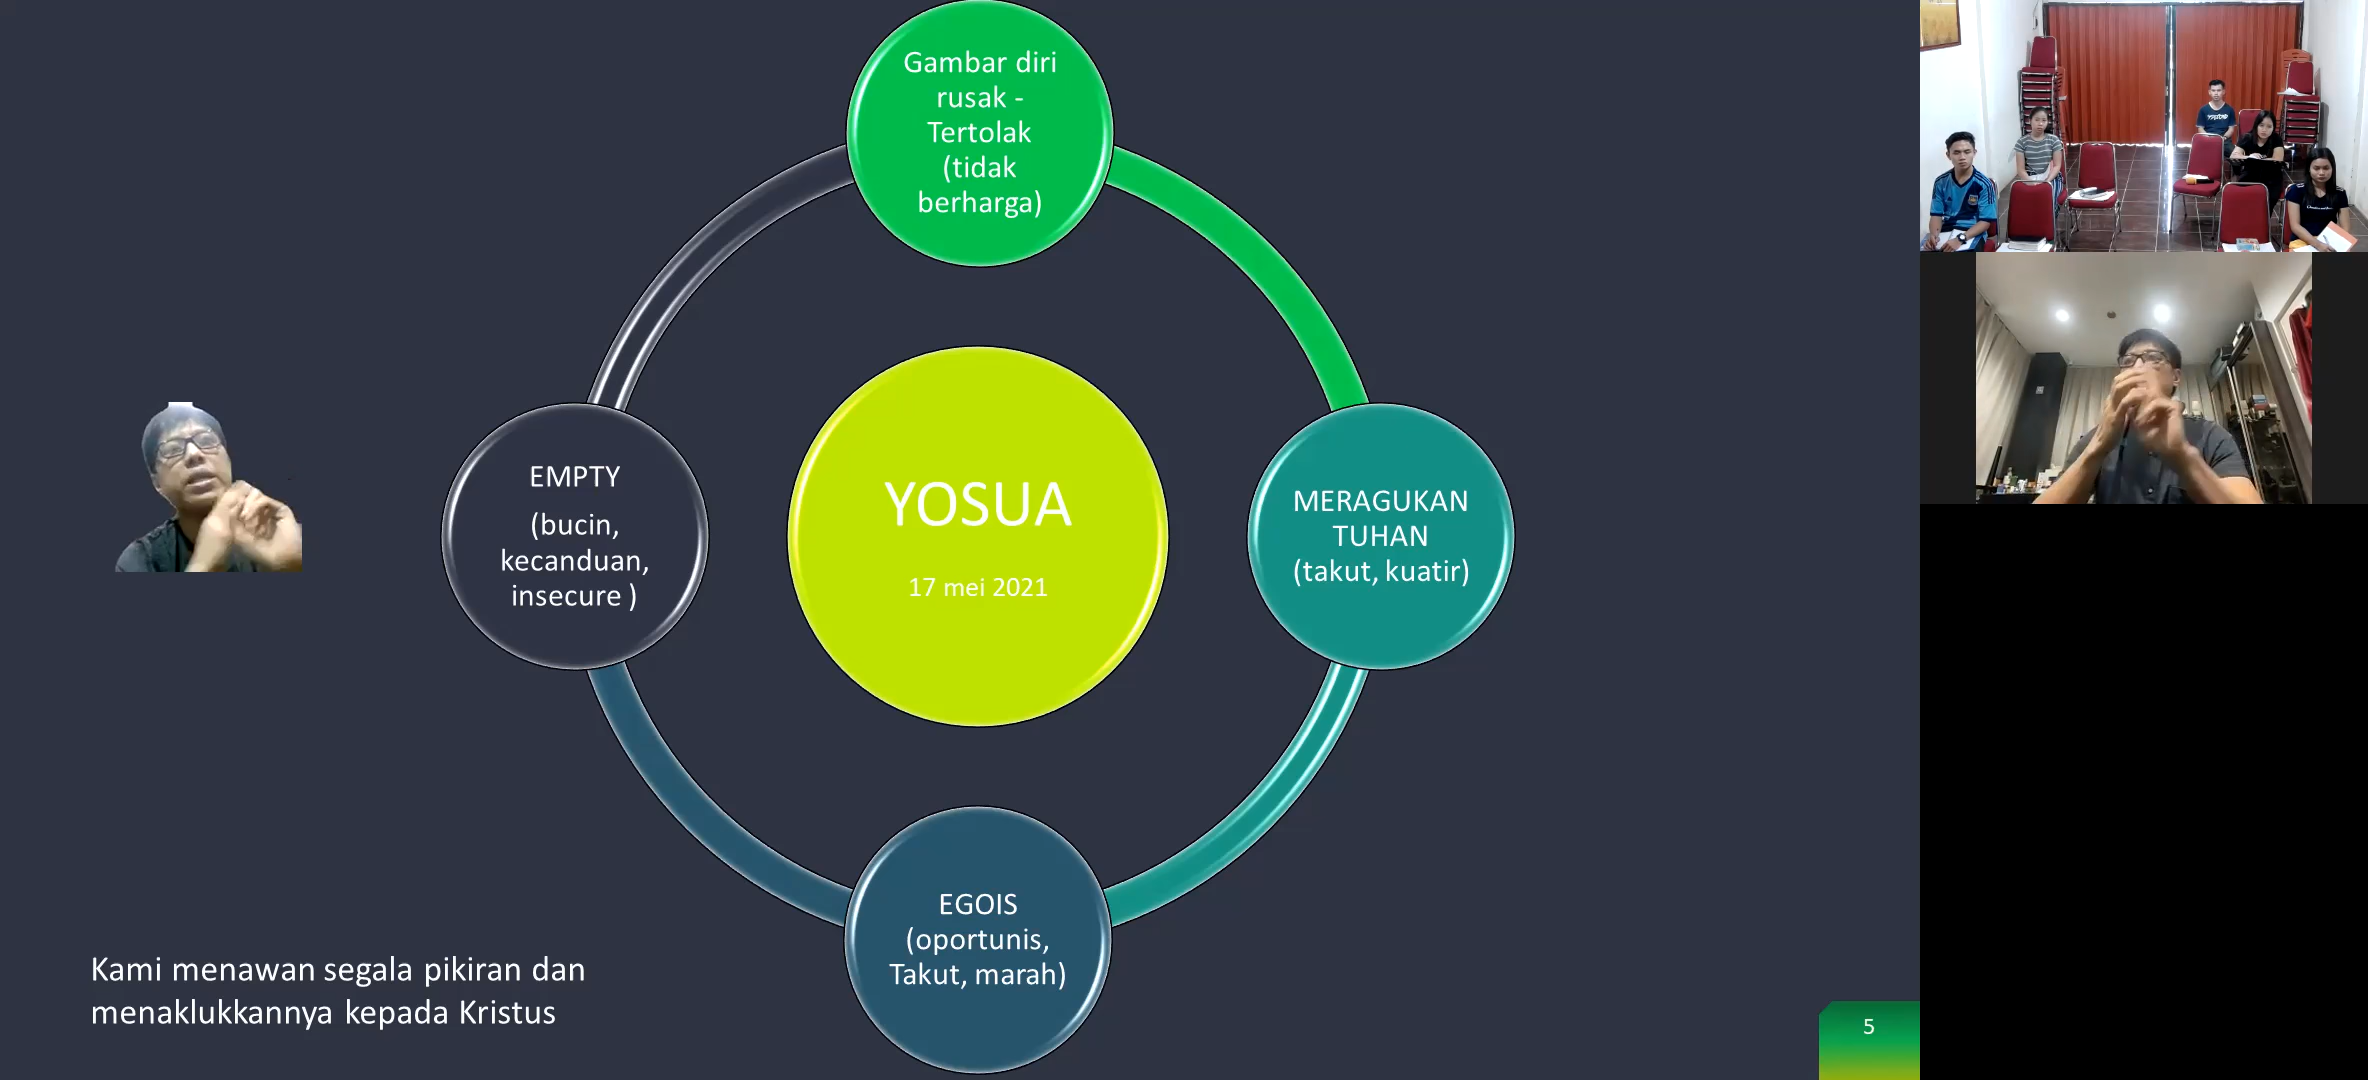 Gambar diri
rusak -
Tertolak
(tidak
berharga)
EMPTY
(bucin,
kecanduan,
insecure )
YOSUA
17 mei 2021
MERAGUKAN
TUHAN
(takut, kuatir)
EGOIS
(oportunis,
Takut, marah)
Kami menawan segala pikiran dan
menaklukkannya kepada Kristus
5